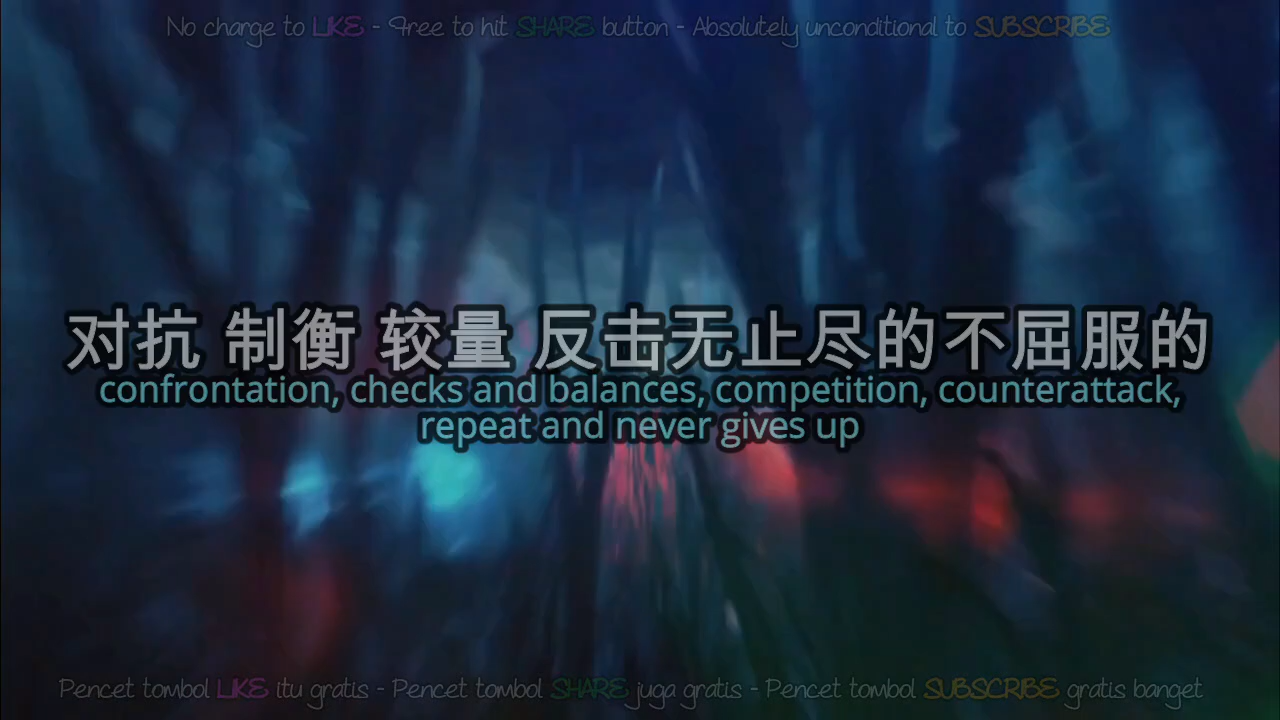 No charge to LIKE - Free to hit SHARE button - Absolutely unconditional to SUBSCRIBE
对抗 制衡 较量 反击无止尽的不屈服的
confrontation, checks and balances, competition, counterattack,
repeat and never gives up
Pencet tombol LIKE itu gratis - Pencet tombol SHARE juga gratis - Pencet tombol SUBSCRIBE gratis banget